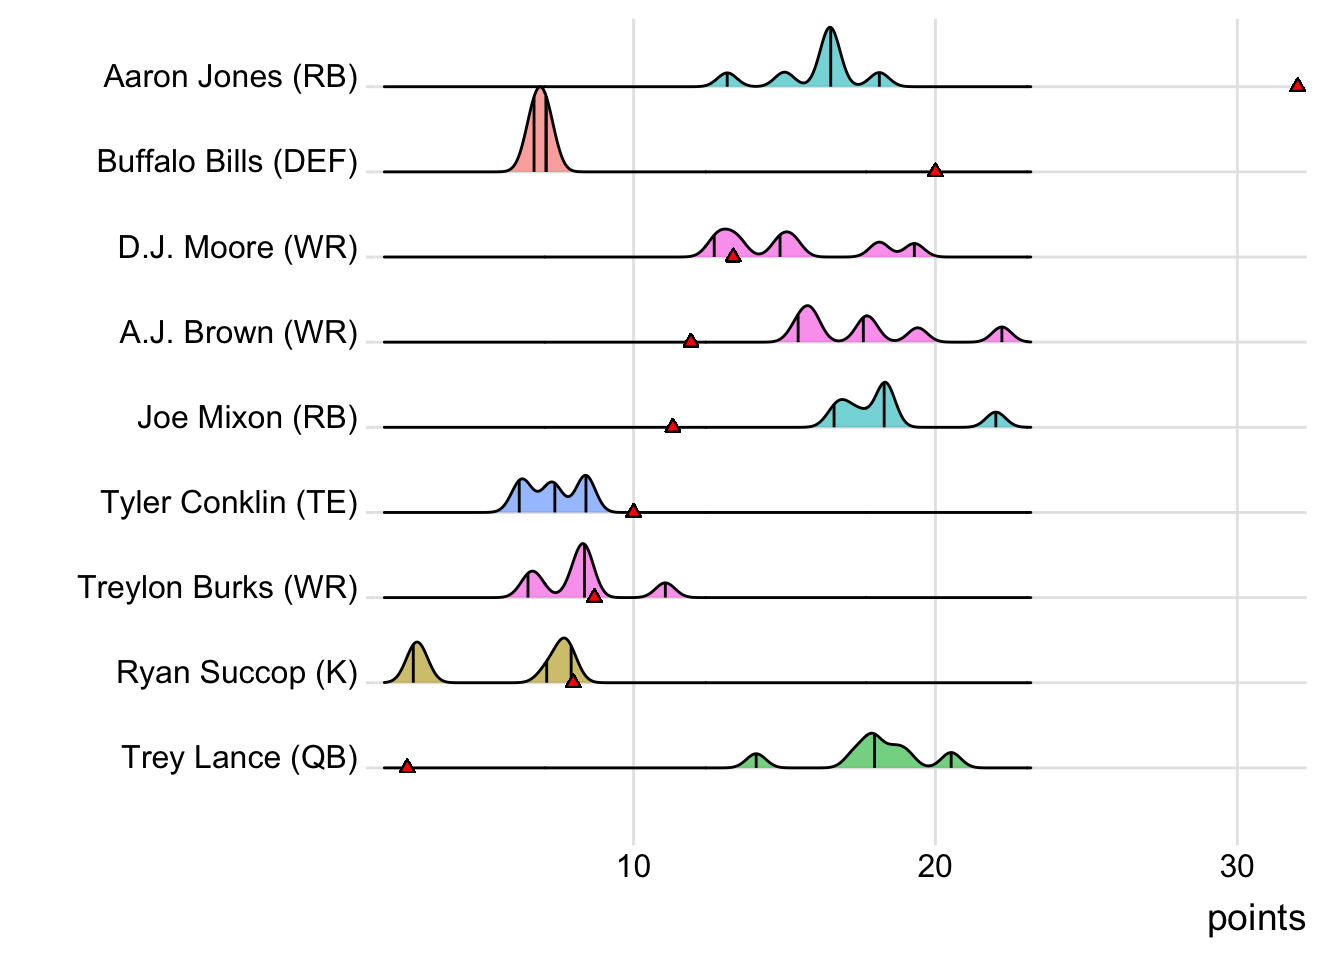 Aaron Jones (RB)
Buffalo Bills (DEF)
D.J. Moore (WR)
A.J. Brown (WR)
Joe Mixon (RB)
Tyler Conklin (TE)
Treylon Burks (WR)
Ryan Succop (K)
Trey Lance (QB)
10 20 30
points